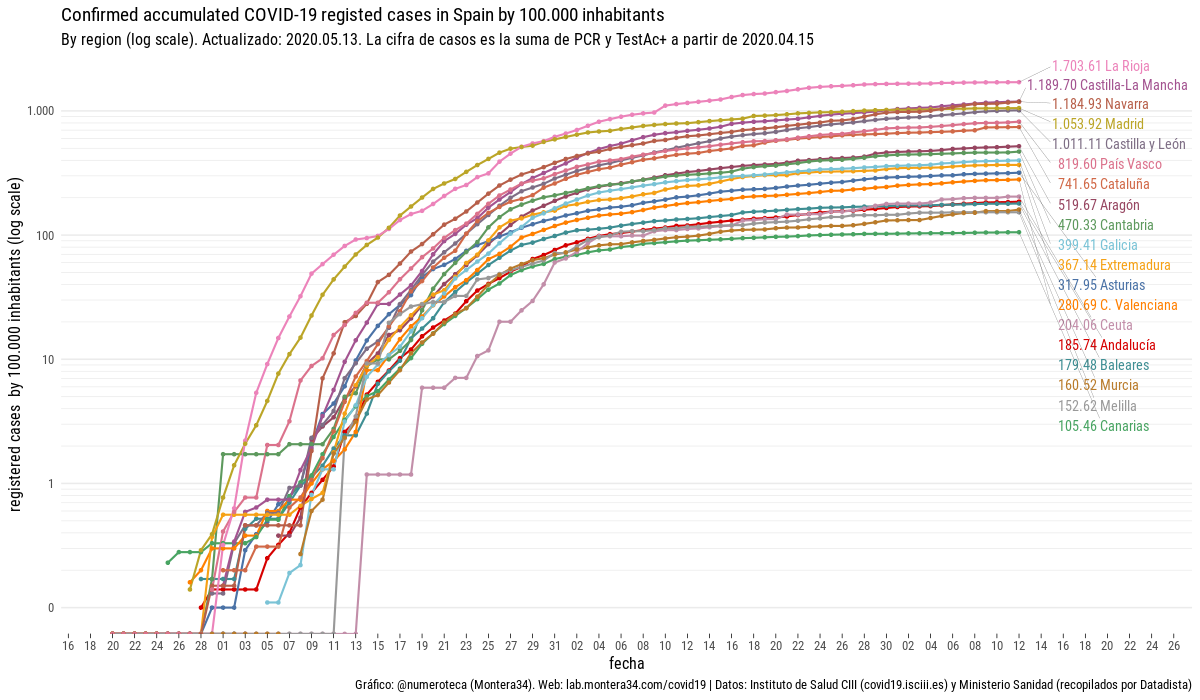 Confirmed accumulated COVID-19 registed cases in Spain by 100.000 inhabitants
By region (log scale). Actualizado: 2020.05.13. La cifra de casos es la suma de PCR y TestAc+ a partir de 2020.04.15
1.703.61 La Rioja
1.189.70 Castilla-La Mancha
1.184.93 Navarra
1.053.92 Madrid
1.011.11 Castilla y León
819.60 País Vasco
741.65 Cataluña
519.67 Aragón
470.33 Cantabria
399.41 Galicia
367.14 Extremadura
317.95 Asturias
280.69 C. Valenciana
204.06 Ceuta
185.74 Andalucía
179.48 Baleares
160.52 Murcia
152.62 Melilla
105.46 Canarias
registered cases by 100.000 inhabitants (log scale)
1.000
100
10
1
0
16 18 20 22 24 26 28 01 03 05 07 09 11 13 15 17 19 21 23 25 27 29 31 02 04 06 08 10 12 14 16 18 20 22 24 26 28 30 02 04 06 08 10 12 14 16 18 20 22 24 26
fecha
Gráfico: @numeroteca (Montera34). Web: lab.montera34.com/covid19 | Datos: Instituto de Salud CIII (covid19.isciii.es) y Ministerio Sanidad (recopilados por Datadista)